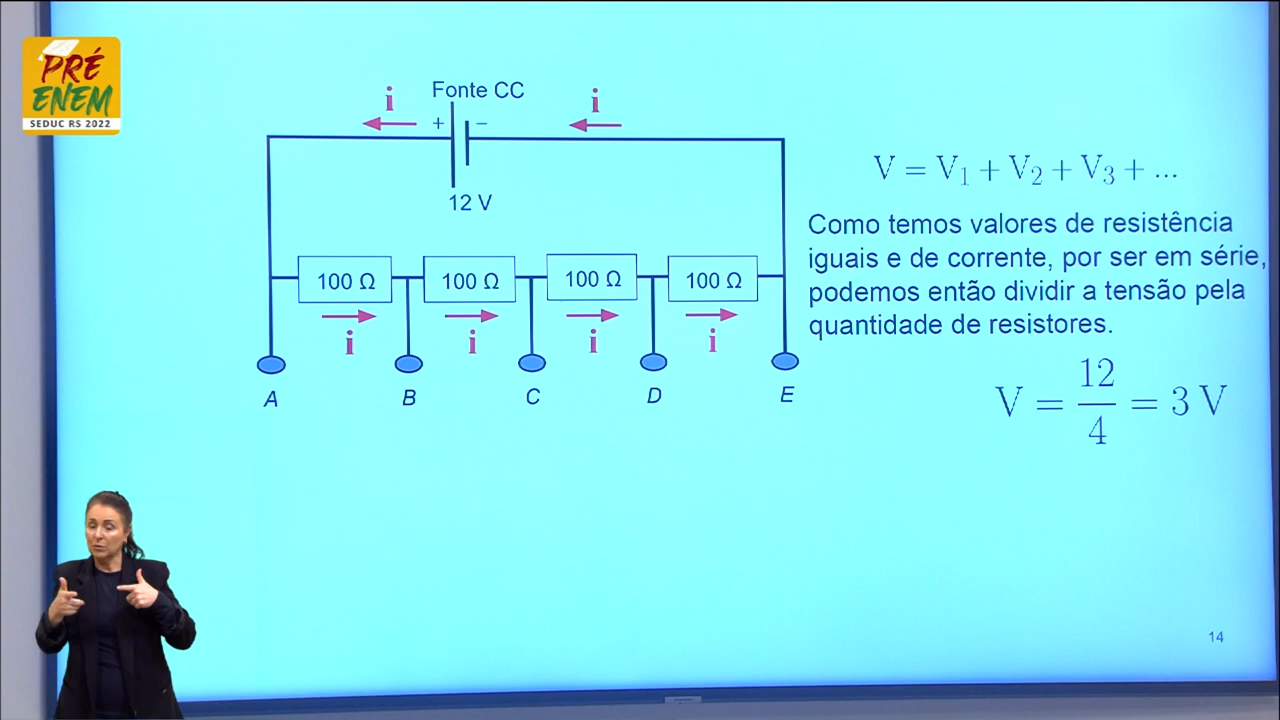 PRÉ
ENEM
SEDUC RS 2022
Fonte CC
i
i
+
−
12 V
100 Ω
100 Ω
100 Ω
100 Ω
i
i
i
i
A
B
C
D
E
V = V₁ + V₂ + V₃ + ...
Como temos valores de resistência
iguais e de corrente, por ser em série,
podemos então dividir a tensão pela
quantidade de resistores.
V = 12/4 = 3 V
14